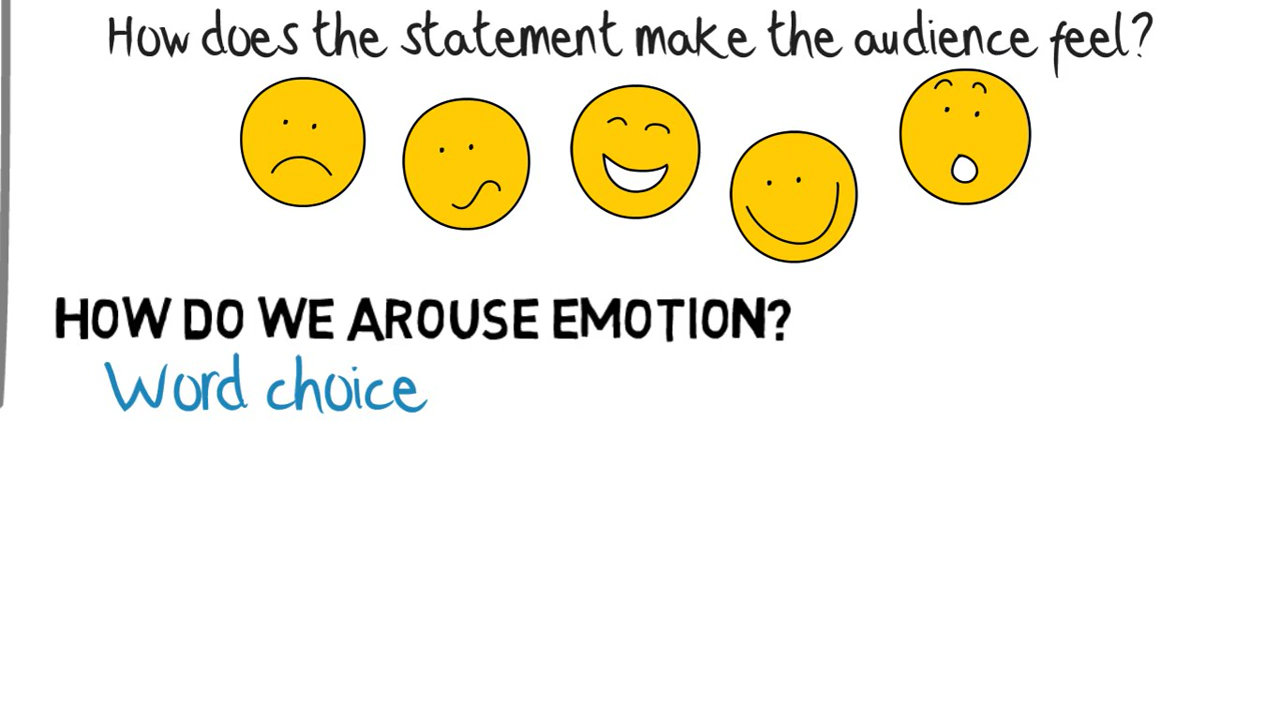 How does the statement make the audience feel?
HOW DO WE AROUSE EMOTION?
Word choice